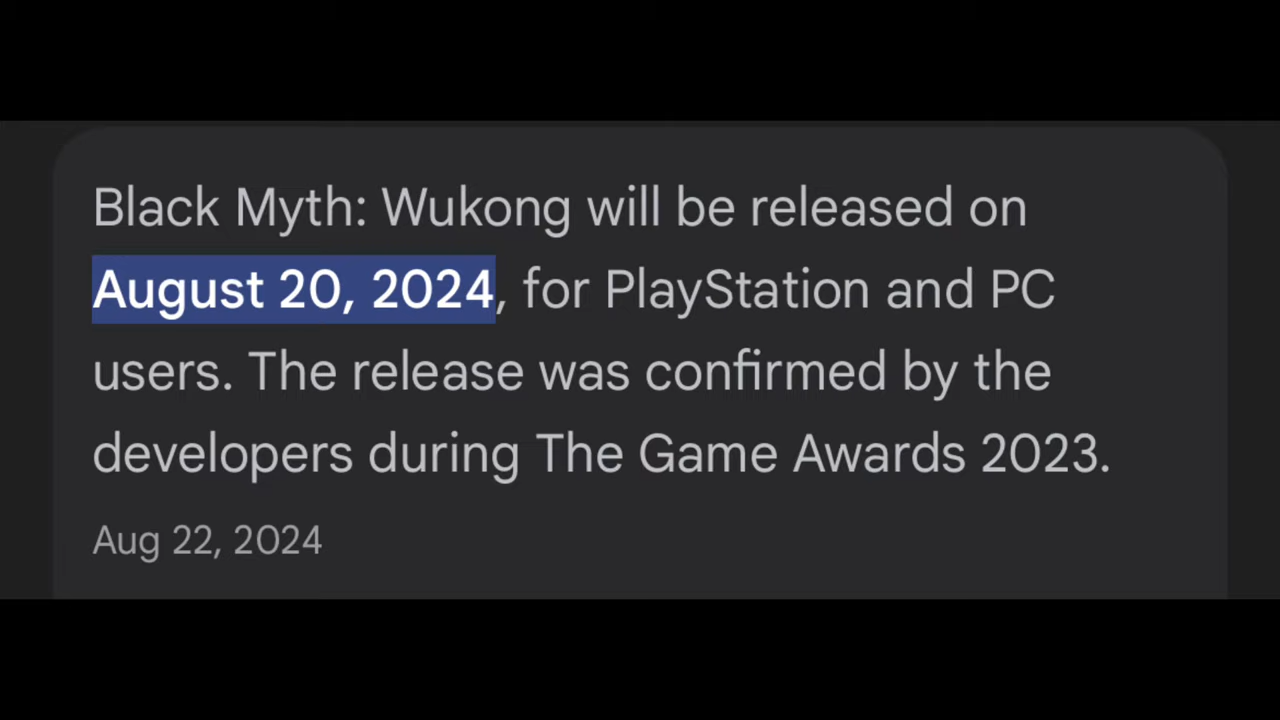 Black Myth: Wukong will be released on
August 20, 2024, for PlayStation and PC
users. The release was confirmed by the
developers during The Game Awards 2023.
Aug 22, 2024